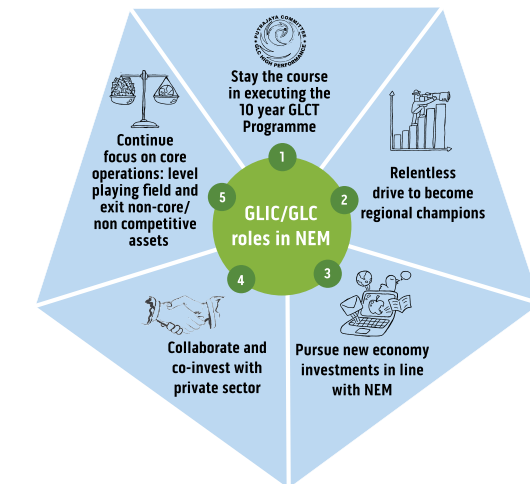 PUTRAJAYA COMMITTEE
GLC HIGH PERFORMANCE
Stay the course
in executing the
10 year GLCT
Programme
1
Relentless
drive to become
regional champions
2
Pursue new economy
investments in line
with NEM
3
Collaborate and
co-invest with
private sector
4
Continue
focus on core
operations: level
playing field and
exit non-core/
non competitive
assets
5
GLIC/GLC
roles in NEM